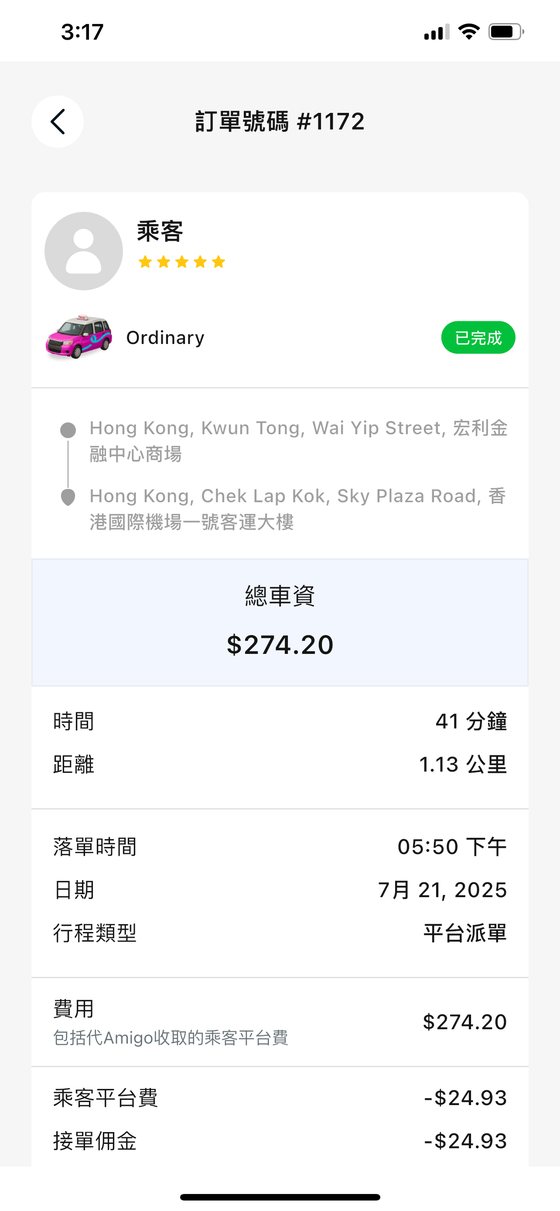 3:17
訂單號碼 #1172
乘客
Ordinary
已完成
Hong Kong, Kwun Tong, Wai Yip Street, 宏利金
融中心商場
Hong Kong, Chek Lap Kok, Sky Plaza Road, 香
港國際機場一號客運大樓
總車資
$274.20
時間 41 分鐘
距離 1.13 公里
落單時間 05:50 下午
日期 7月 21, 2025
行程類型 平台派單
費用 $274.20
包括代Amigo收取的乘客平台費
乘客平台費 -$24.93
接單佣金 -$24.93